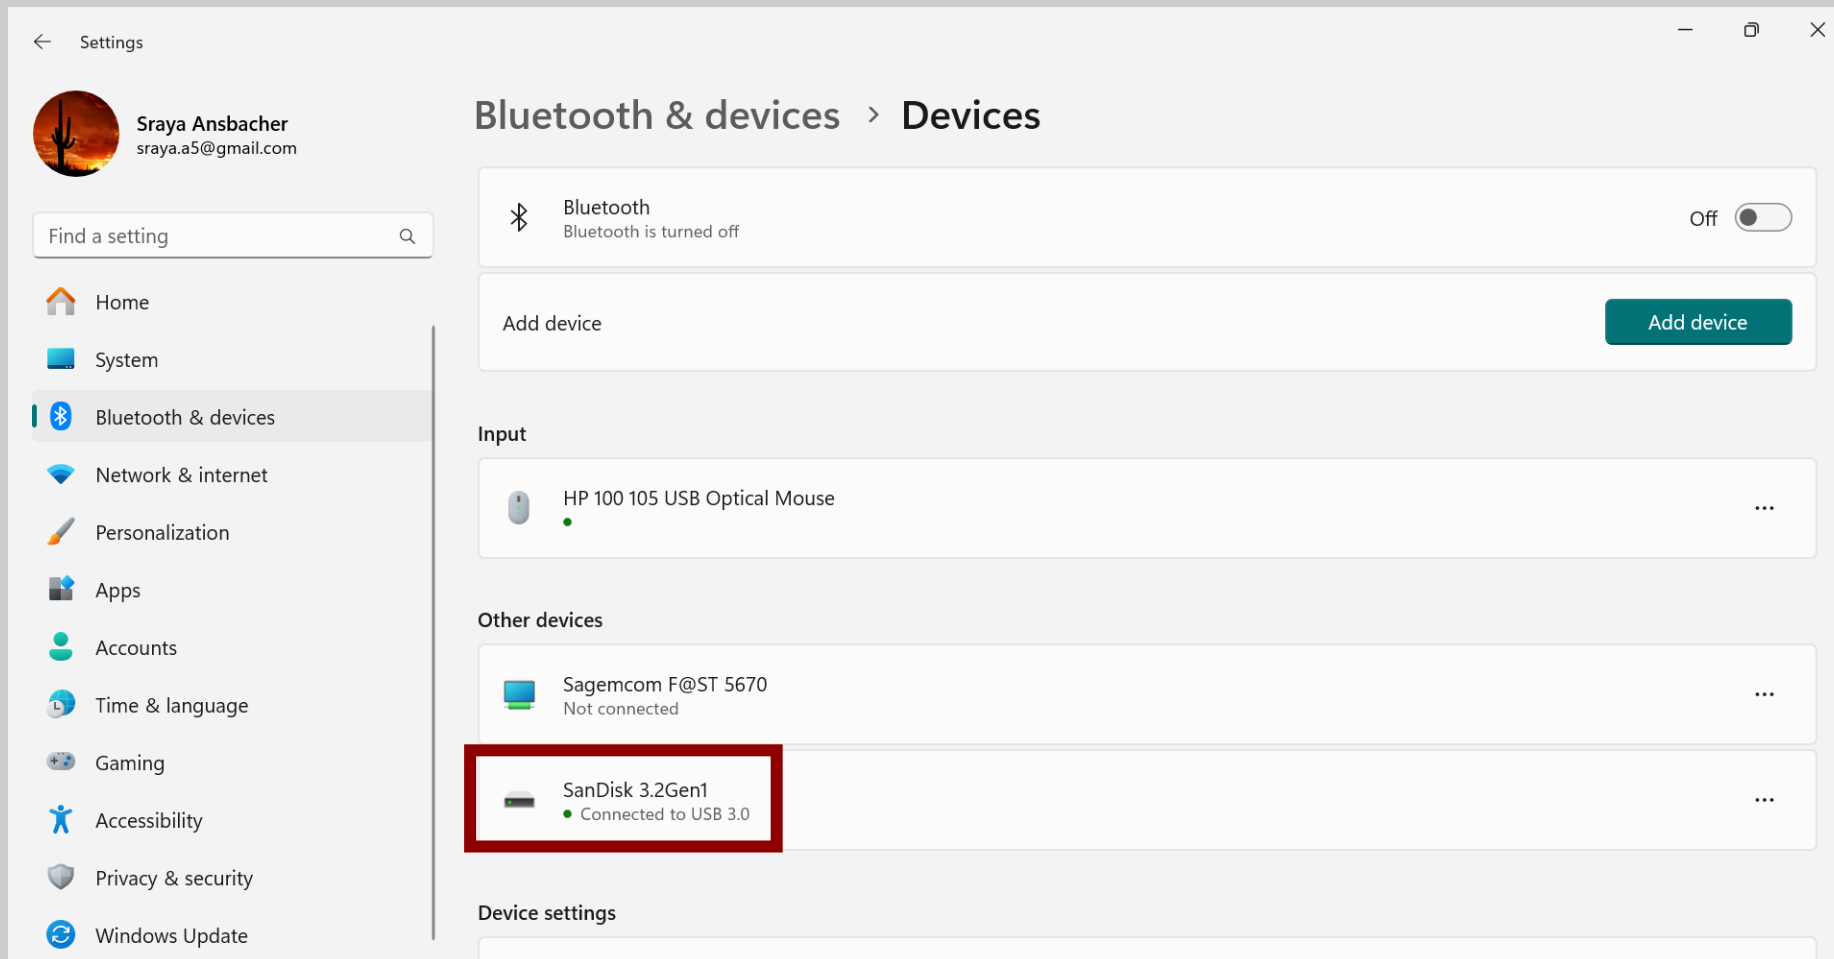 Settings
Sraya Ansbacher
sraya.a5@gmail.com
Find a setting
Home
System
Bluetooth & devices
Network & internet
Personalization
Apps
Accounts
Time & language
Gaming
Accessibility
Privacy & security
Windows Update
Bluetooth & devices > Devices
Bluetooth
Bluetooth is turned off
Off
Add device
Add device
Input
HP 100 105 USB Optical Mouse
Other devices
Sagemcom F@ST 5670
Not connected
SanDisk 3.2Gen1
Connected to USB 3.0
Device settings